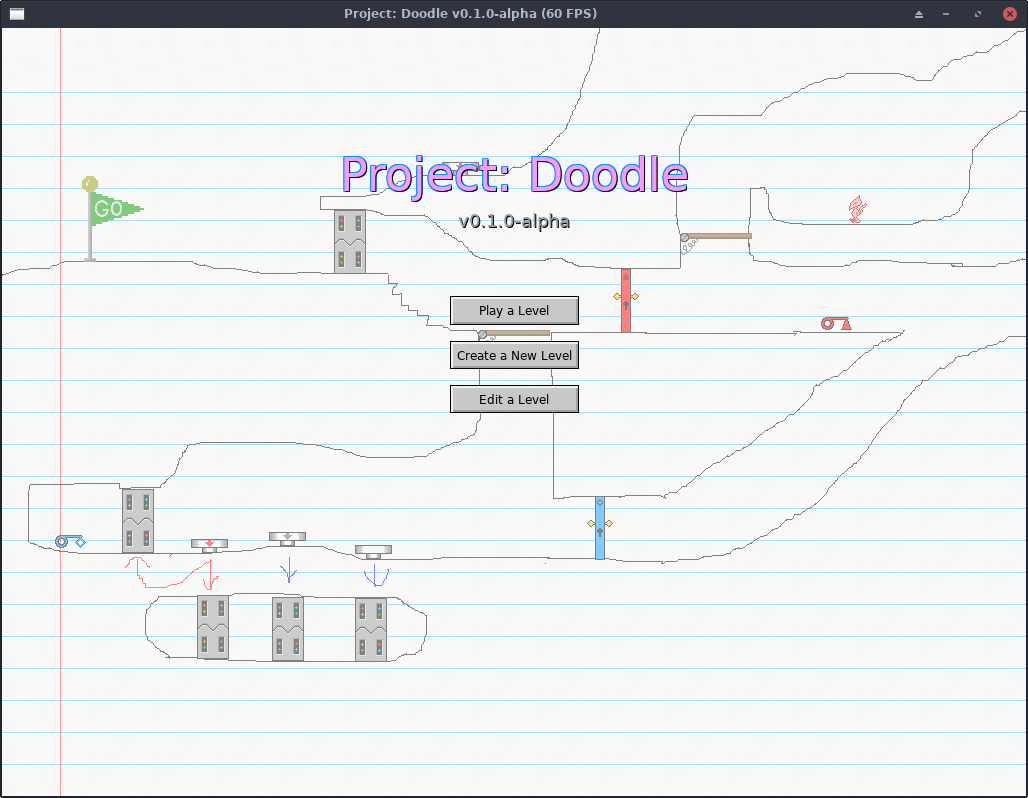 Project: Doodle v0.1.0-alpha (60 FPS)
Project: Doodle
GO
v0.1.0-alpha
Play a Level
Create a New Level
Edit a Level